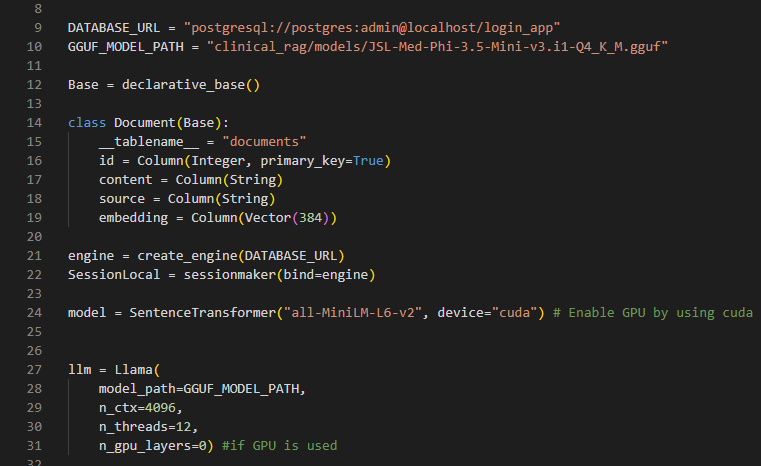 8
9 DATABASE_URL = "postgresql://postgres:admin@localhost/login_app"
10 GGUF_MODEL_PATH = "clinical_rag/models/JSL-Med-Phi-3.5-Mini-v3.i1-Q4_K_M.gguf"
11
12 Base = declarative_base()
13
14 class Document(Base):
15     __tablename__ = "documents"
16     id = Column(Integer, primary_key=True)
17     content = Column(String)
18     source = Column(String)
19     embedding = Column(Vector(384))
20
21 engine = create_engine(DATABASE_URL)
22 SessionLocal = sessionmaker(bind=engine)
23
24 model = SentenceTransformer("all-MiniLM-L6-v2", device="cuda") # Enable GPU by using cuda
25
26
27 llm = Llama(
28     model_path=GGUF_MODEL_PATH,
29     n_ctx=4096,
30     n_threads=12,
31     n_gpu_layers=0) #if GPU is used
32